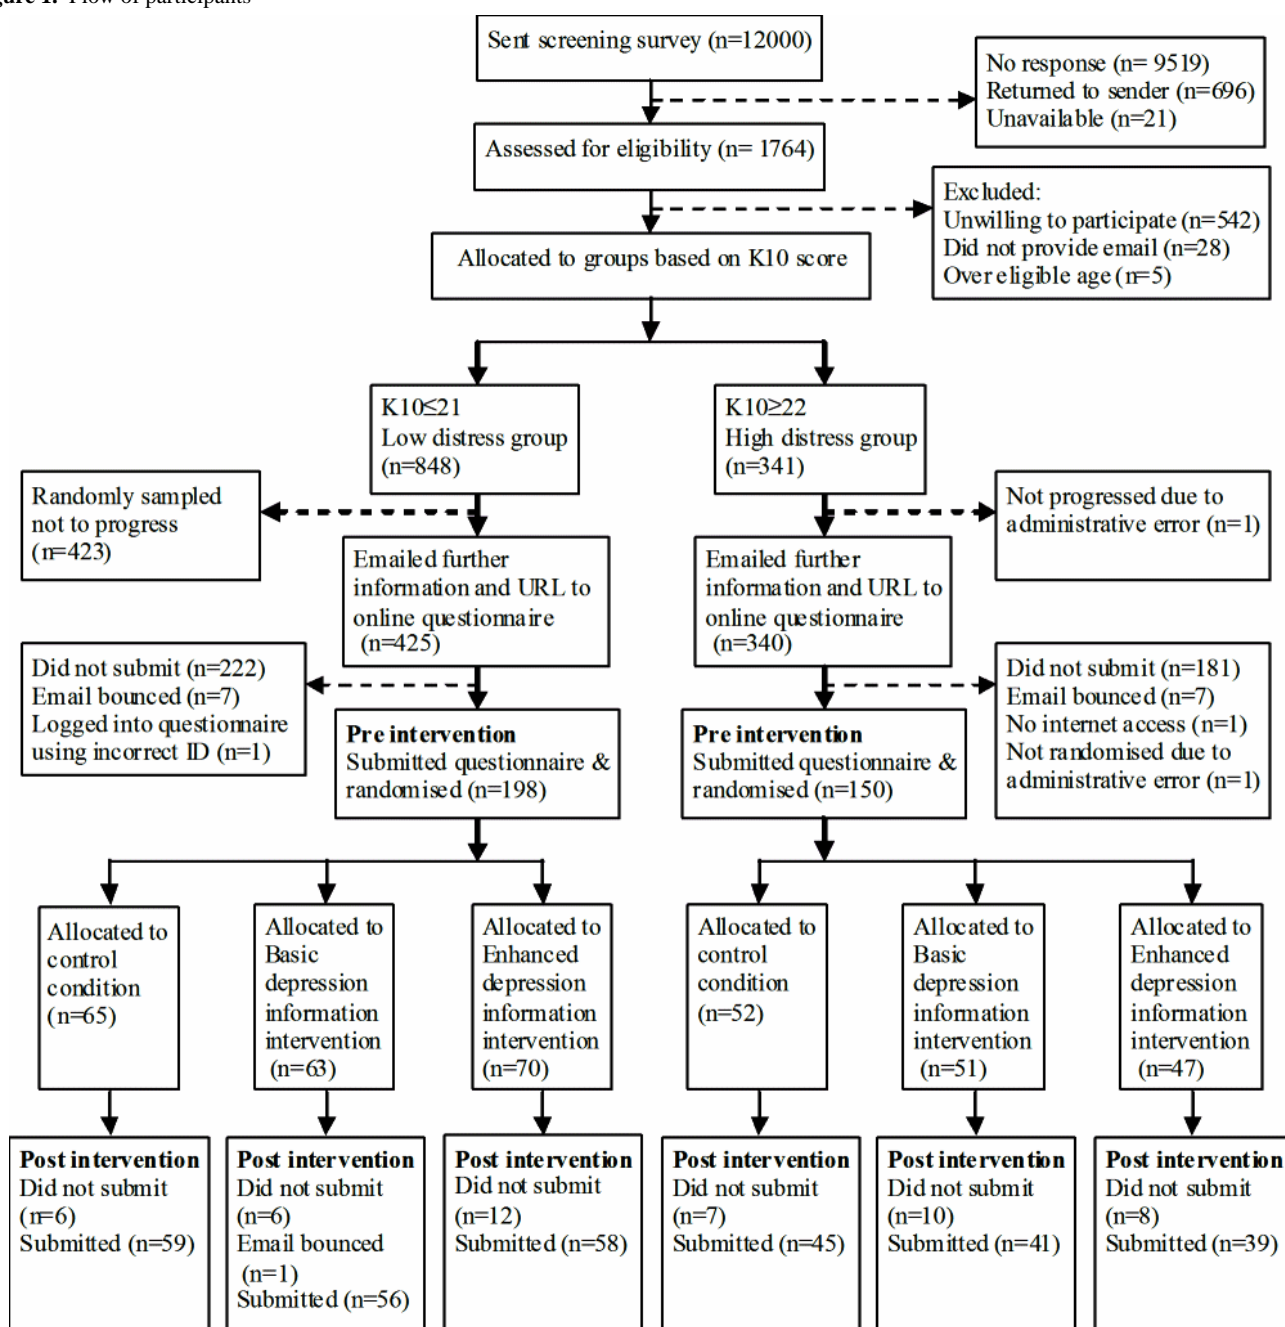 Figure 1. Flow of participants
Sent screening survey (n=12000)
No response (n= 9519)
Returned to sender (n=696)
Unavailable (n=21)
Assessed for eligibility (n= 1764)
Excluded:
Unwilling to participate (n=542)
Did not provide email (n=28)
Over eligible age (n=5)
Allocated to groups based on K10 score
K10≤21
Low distress group
(n=848)
K10≥22
High distress group
(n=341)
Randomly sampled
not to progress
(n=423)
Not progressed due to
administrative error (n=1)
Emailed further
information and URL to
online questionnaire
(n=425)
Emailed further
information and URL to
online questionnaire
(n=340)
Did not submit (n=222)
Email bounced (n=7)
Logged into questionnaire
using incorrect ID (n=1)
Did not submit (n=181)
Email bounced (n=7)
No internet access (n=1)
Not randomised due to
administrative error (n=1)
Pre intervention
Submitted questionnaire &
randomised (n=198)
Pre intervention
Submitted questionnaire &
randomised (n=150)
Allocated to
control
condition
(n=65)
Allocated to
Basic
depression
information
intervention
(n=63)
Allocated to
Enhanced
depression
information
intervention
(n=70)
Allocated to
control
condition
(n=52)
Allocated to
Basic
depression
information
intervention
(n=51)
Allocated to
Enhanced
depression
information
intervention
(n=47)
Post intervention
Did not submit
(n=6)
Submitted (n=59)
Post intervention
Did not submit
(n=6)
Email bounced
(n=1)
Submitted (n=56)
Post intervention
Did not submit
(n=12)
Submitted (n=58)
Post intervention
Did not submit
(n=7)
Submitted (n=45)
Post intervention
Did not submit
(n=10)
Submitted (n=41)
Post intervention
Did not submit
(n=8)
Submitted (n=39)